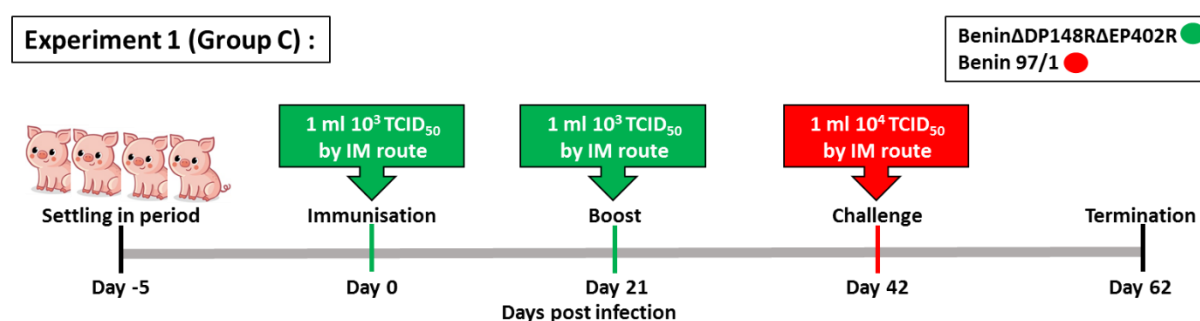 Experiment 1 (Group C) :
BeninΔDP148RΔEP402R
Benin 97/1
1 ml 10³ TCID₅₀
by IM route
1 ml 10³ TCID₅₀
by IM route
1 ml 10⁴ TCID₅₀
by IM route
Settling in period
Immunisation
Boost
Challenge
Termination
Day -5
Day 0
Day 21
Day 42
Day 62
Days post infection